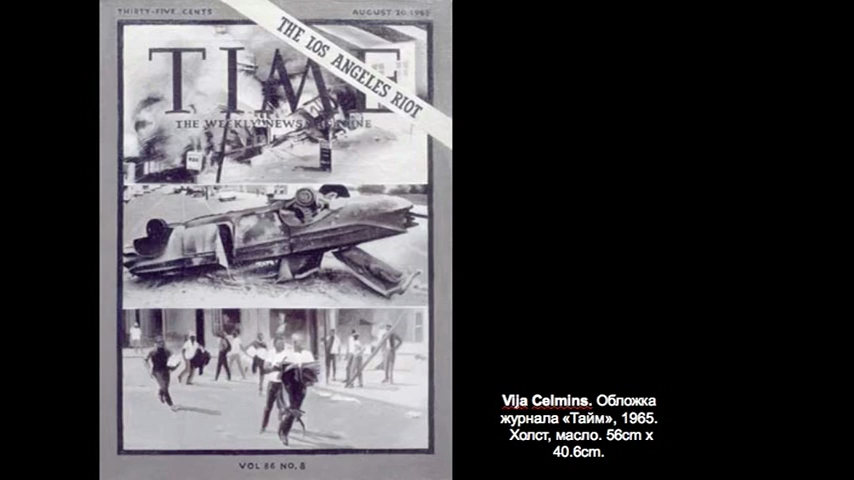 THIRTY-FIVE CENTS
AUGUST 20 1965
THE LOS ANGELES RIOT
TIME
THE WEEKLY NEWSMAGAZINE
VOL 86 NO. 8
Vija Celmins. Обложка
журнала «Тайм», 1965.
Холст, масло. 56cm x
40.6cm.